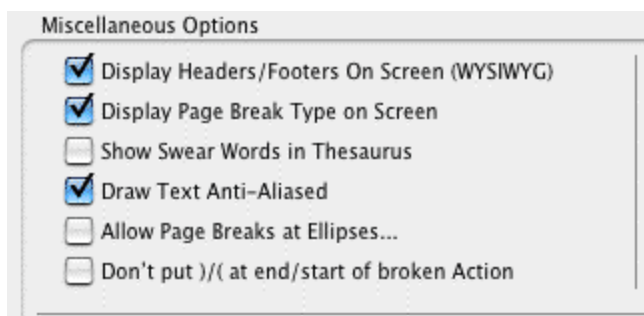 Miscellaneous Options
Display Headers/Footers On Screen (WYSIWYG)
Display Page Break Type on Screen
Show Swear Words in Thesaurus
Draw Text Anti-Aliased
Allow Page Breaks at Ellipses...
Don't put )/( at end/start of broken Action